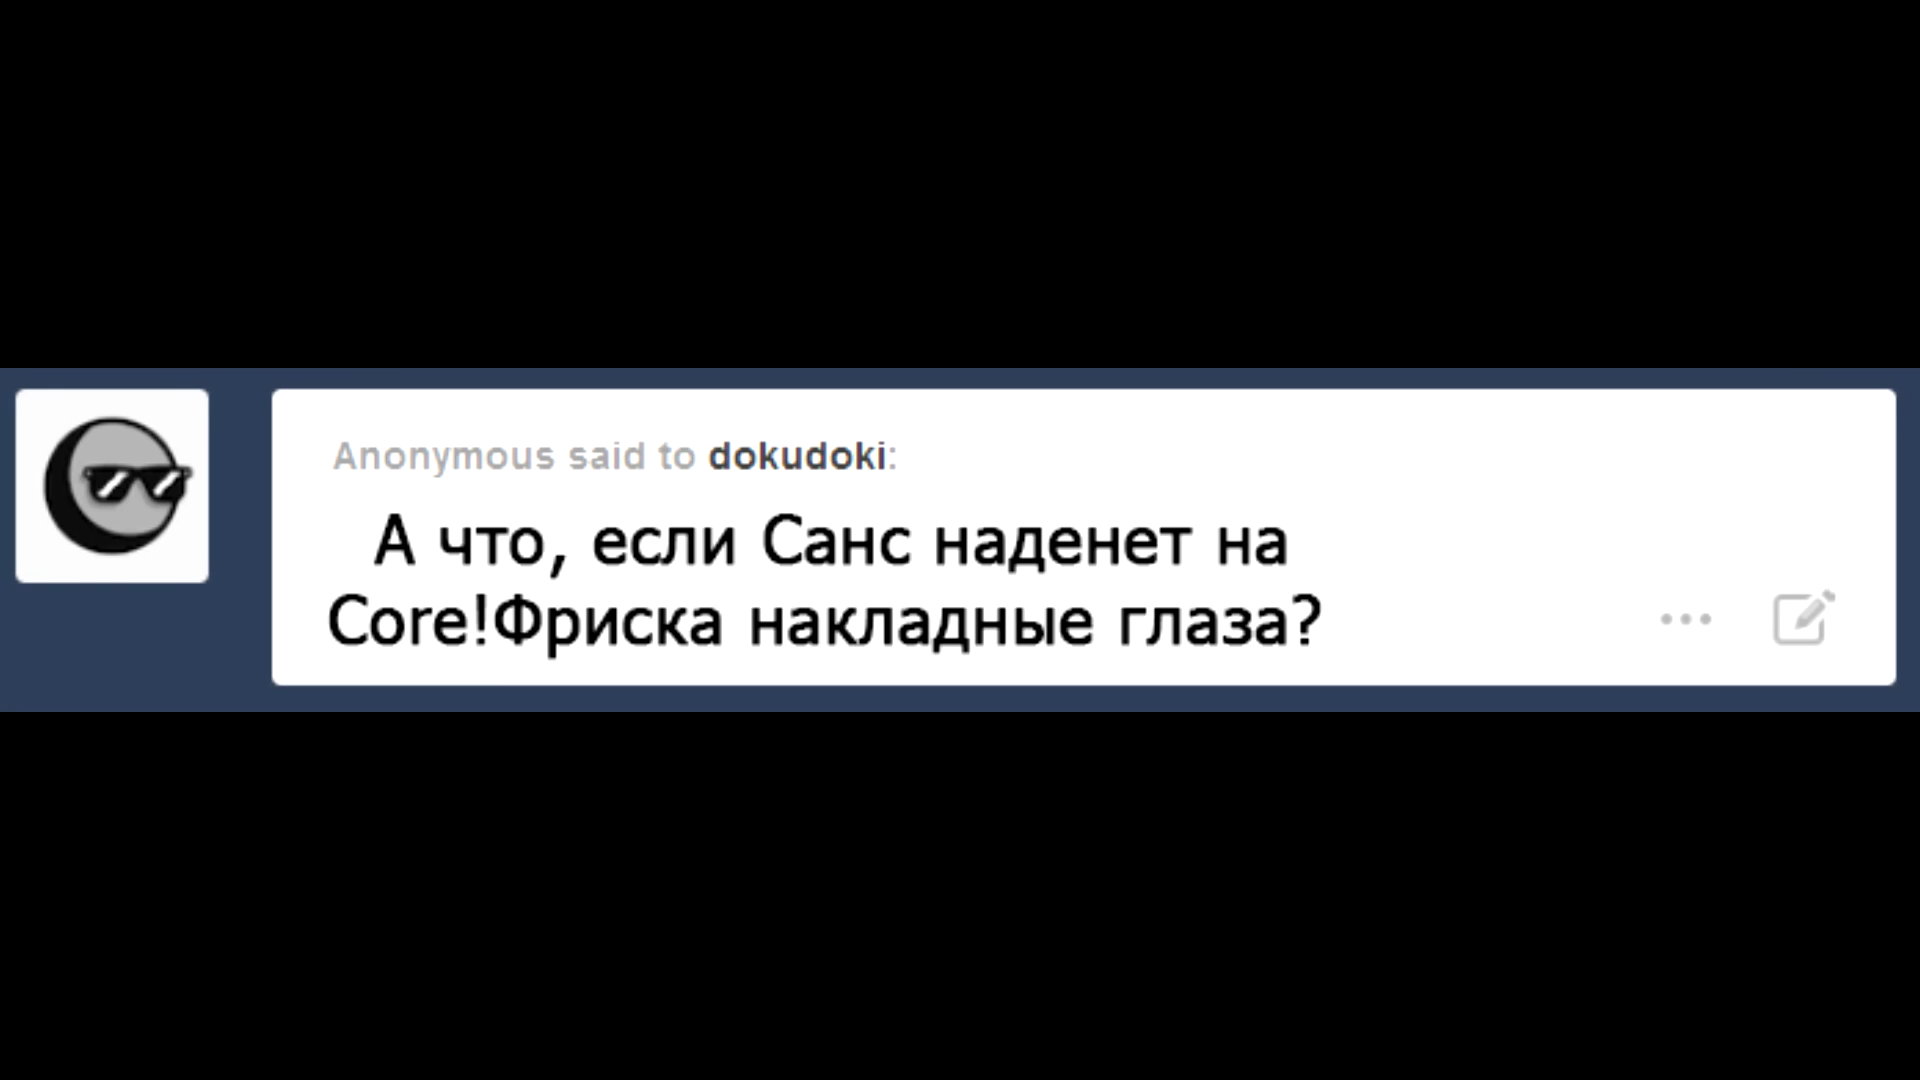 Anonymous said to dokudoki:
А что, если Санс наденет на
Core!Фриска накладные глаза?